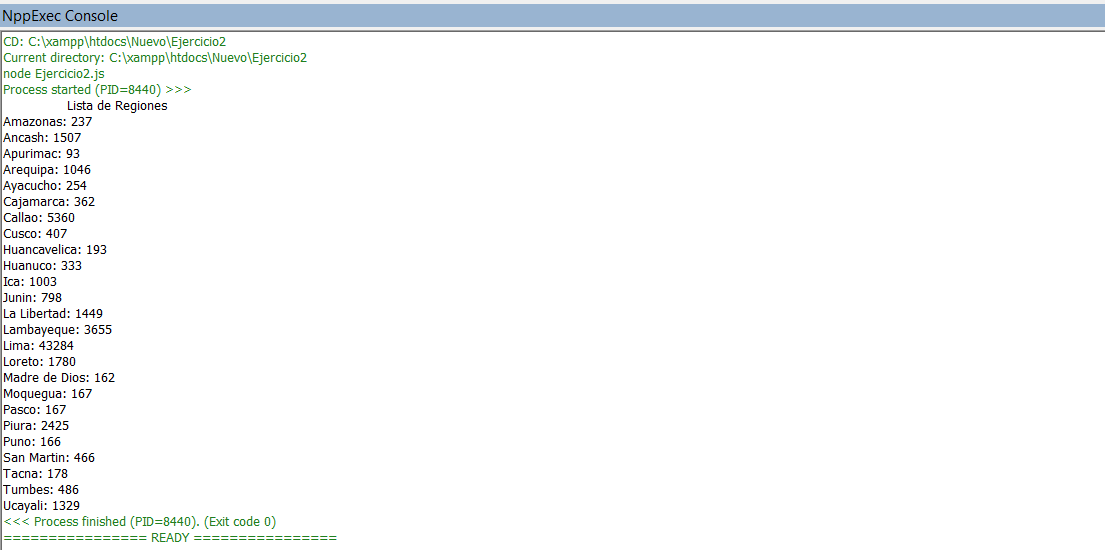 NppExec Console
CD: C:\xampp\htdocs\Nuevo\Ejercicio2
Current directory: C:\xampp\htdocs\Nuevo\Ejercicio2
node Ejercicio2.js
Process started (PID=8440) >>>
Lista de Regiones
Amazonas: 237
Ancash: 1507
Apurimac: 93
Arequipa: 1046
Ayacucho: 254
Cajamarca: 362
Callao: 5360
Cusco: 407
Huancavelica: 193
Huanuco: 333
Ica: 1003
Junin: 798
La Libertad: 1449
Lambayeque: 3655
Lima: 43284
Loreto: 1780
Madre de Dios: 162
Moquegua: 167
Pasco: 167
Piura: 2425
Puno: 166
San Martin: 466
Tacna: 178
Tumbes: 486
Ucayali: 1329
<<< Process finished (PID=8440). (Exit code 0)
================ READY ================